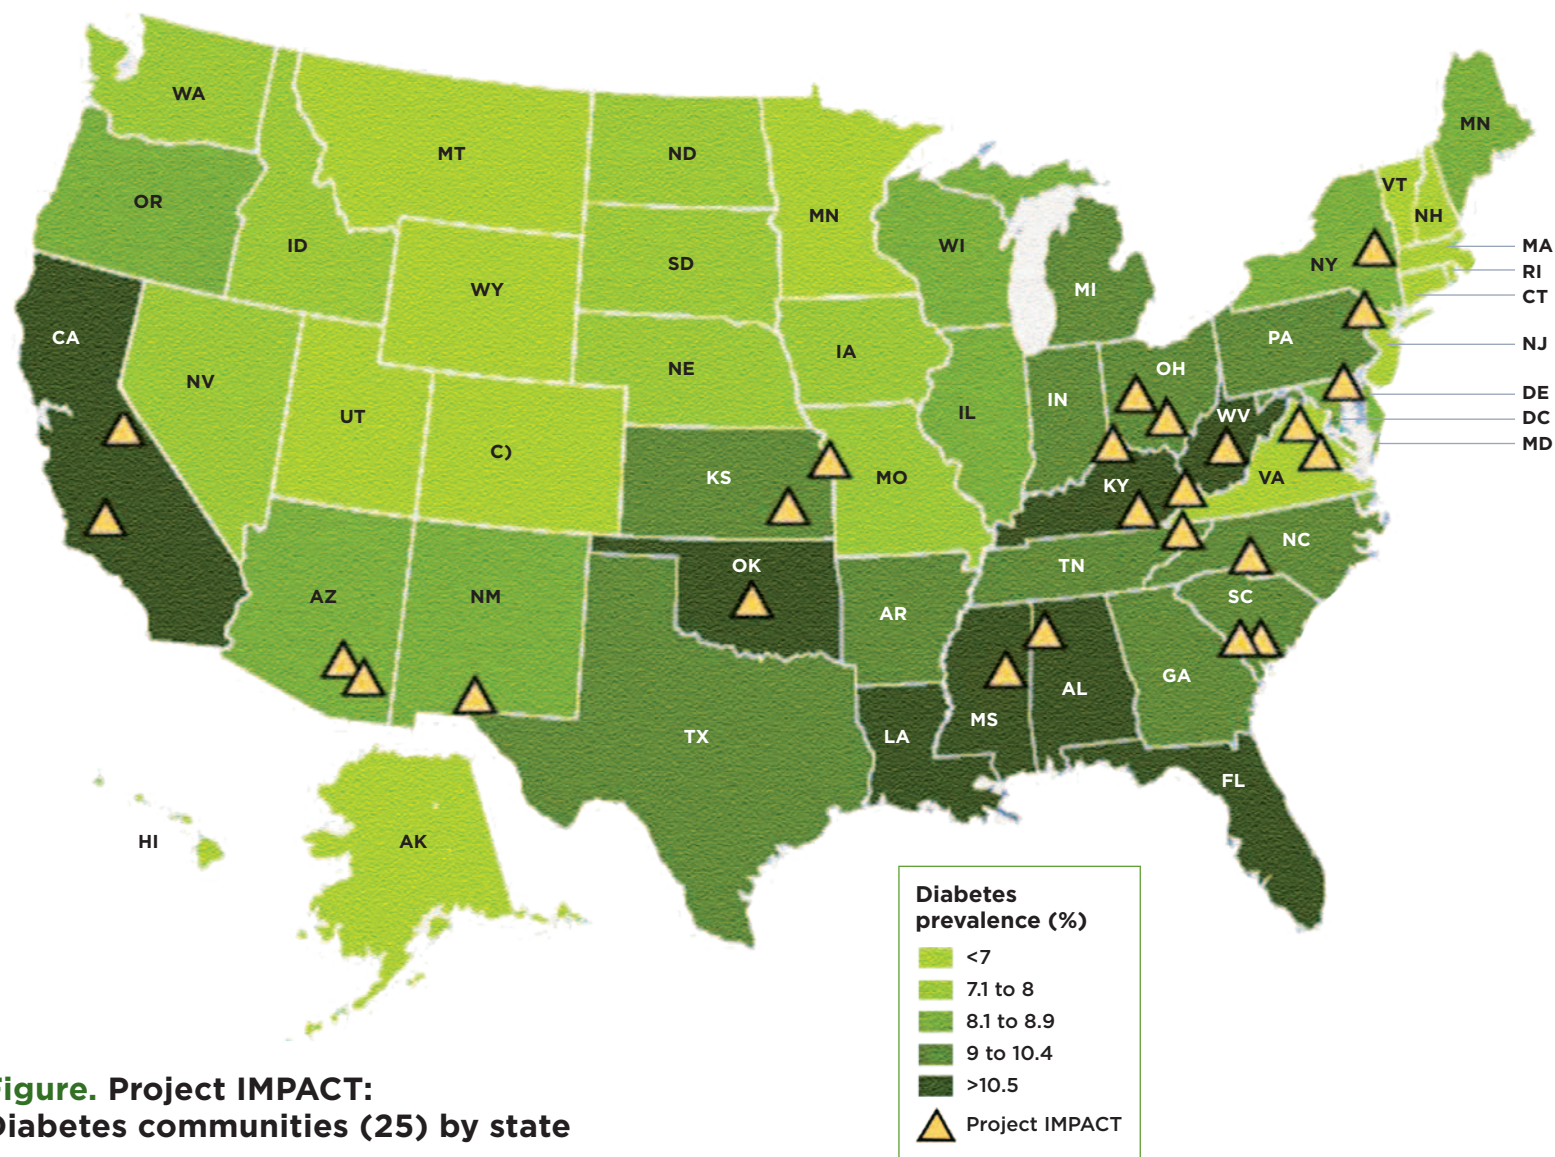 WA
MT
ND
MN
OR
ID
WY
SD
MN
WI
MI
VT
NH
MN
NY
MA
RI
CT
NJ
DE
DC
MD
CA
NV
UT
C)
NE
IA
IL
IN
OH
PA
WV
KS
MO
KY
VA
AZ
NM
OK
AR
TN
NC
SC
TX
LA
MS
AL
GA
FL
HI
AK
Diabetes
prevalence (%)
<7
7.1 to 8
8.1 to 8.9
9 to 10.4
>10.5
Project IMPACT
Figure. Project IMPACT:
Diabetes communities (25) by state